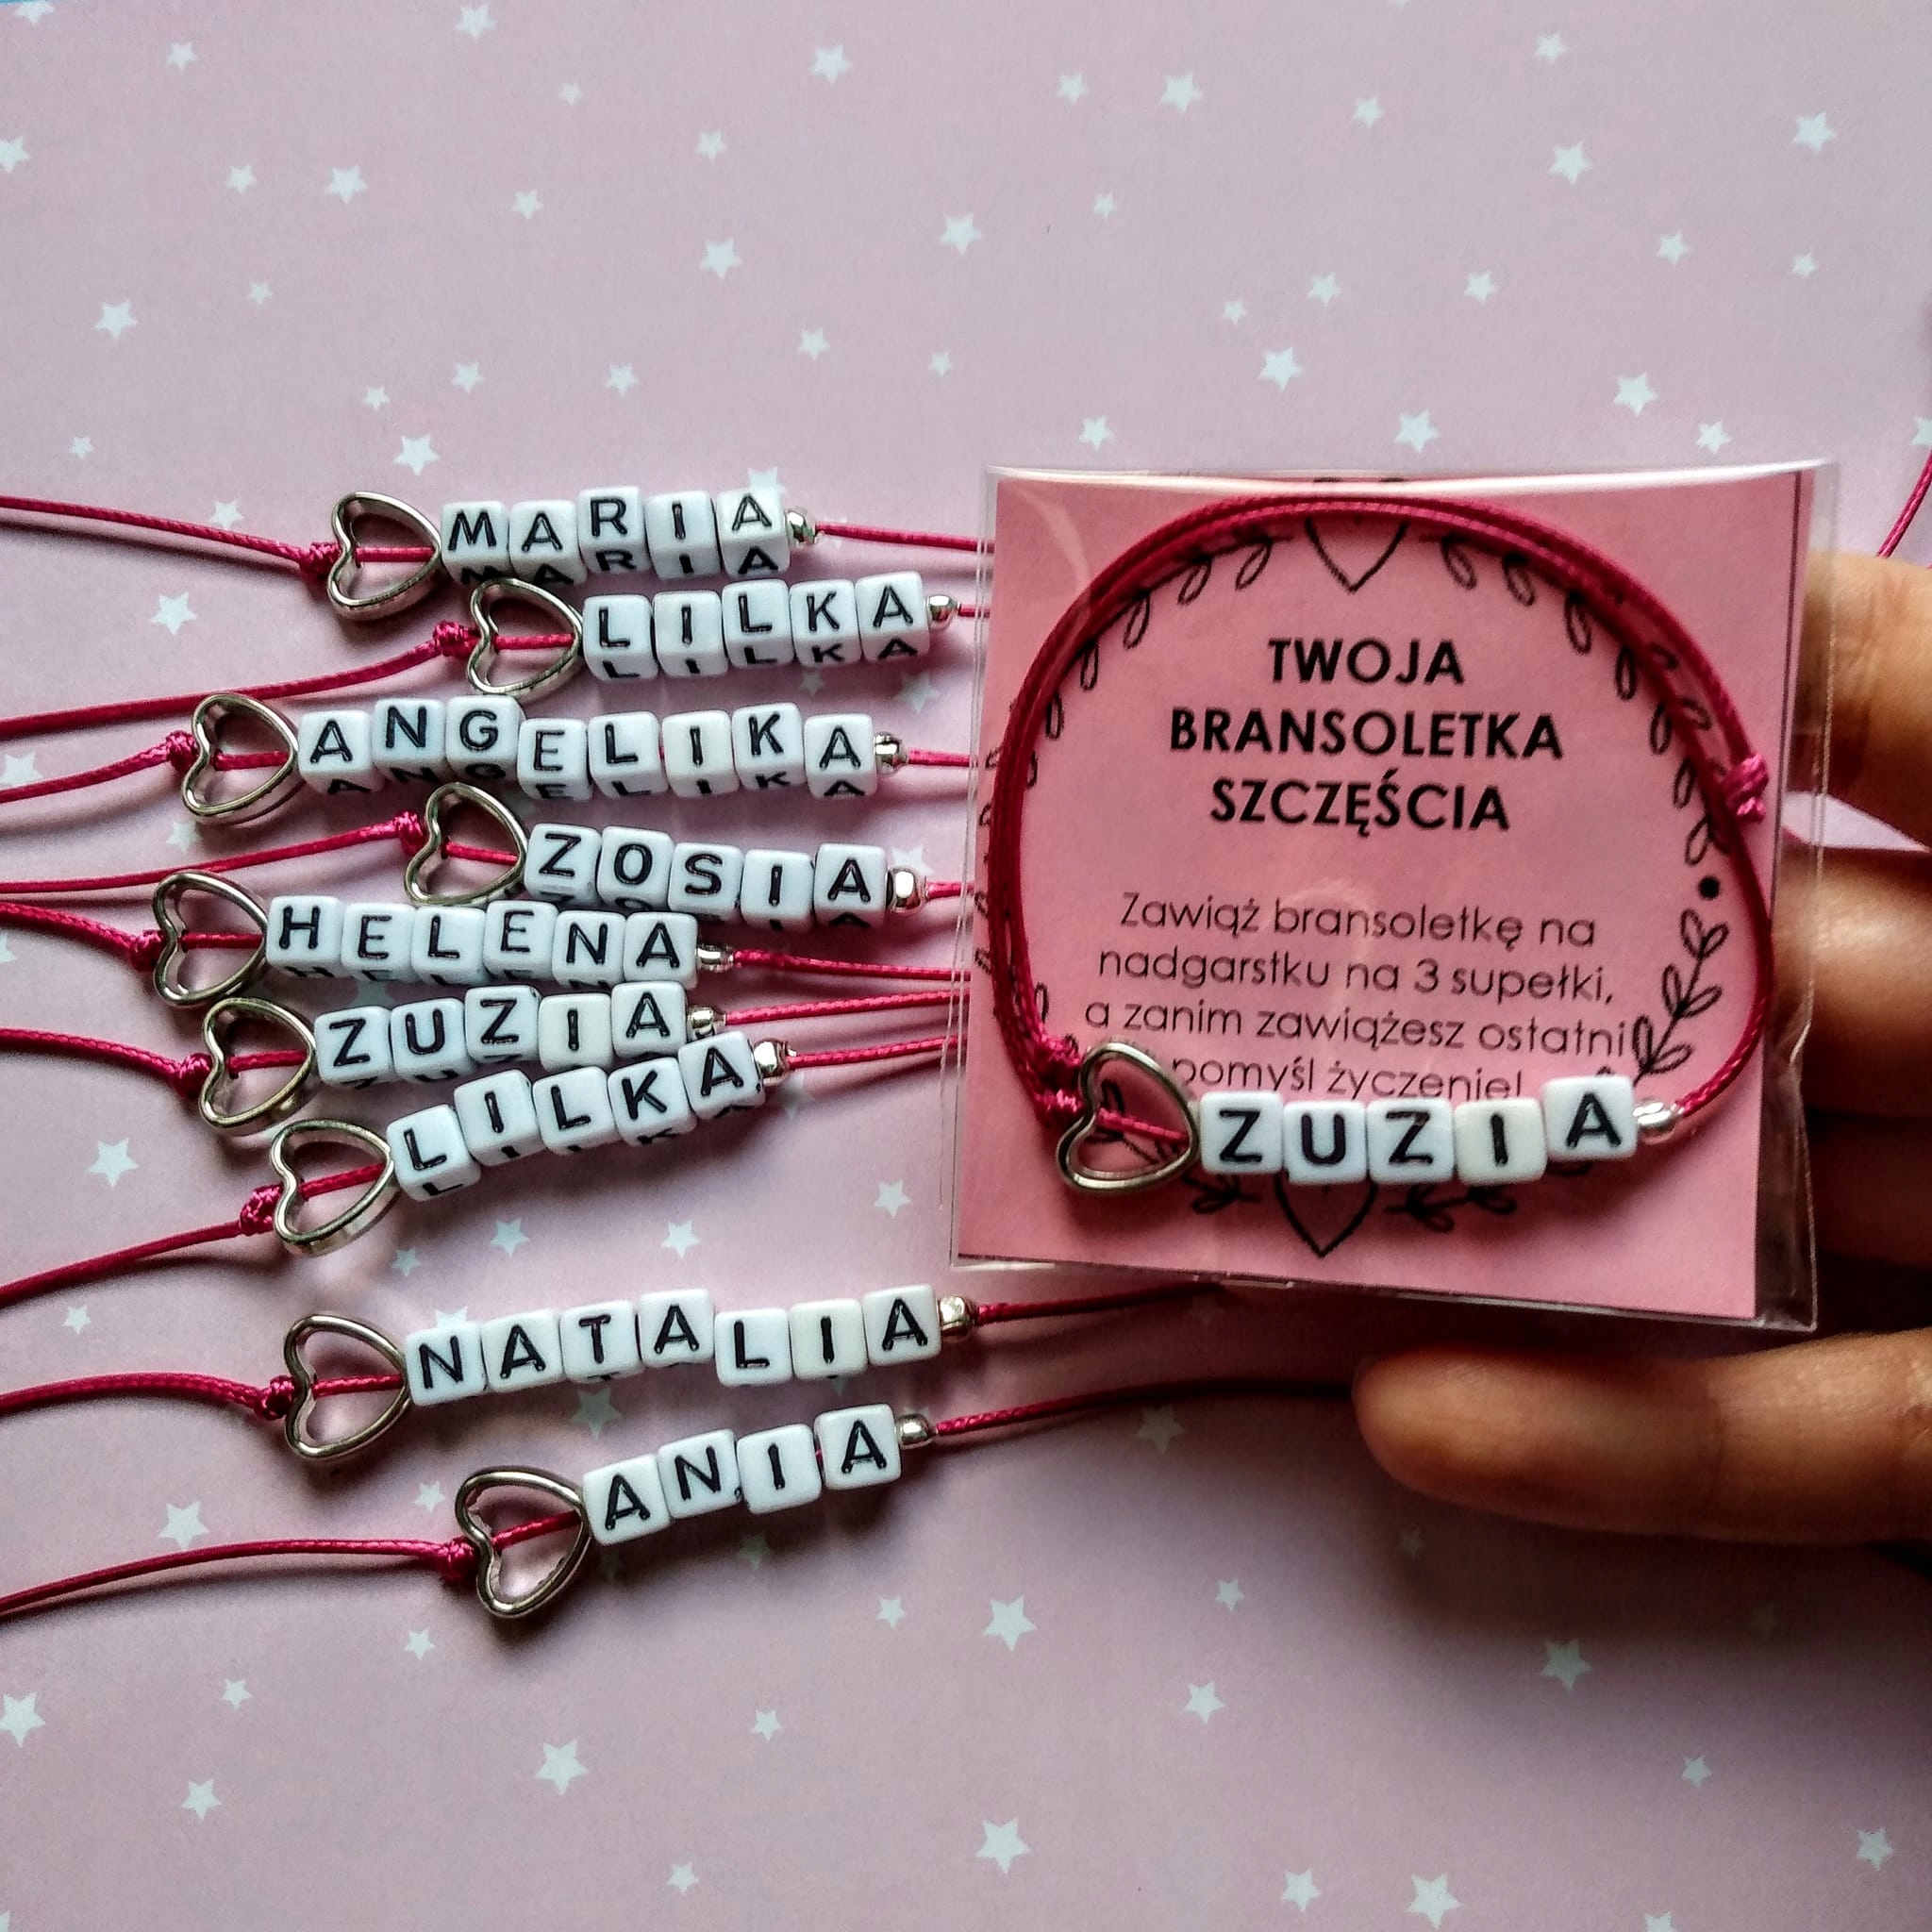 MARIA
LILKA
ANGELIKA
ZOSIA
HELENA
ZUZIA
LILKA
NATALIA
ANIA
TWOJA
BRANSOLETKA
SZCZĘŚCIA
Zawiąż bransoletkę na
nadgarstku na 3 supełki,
a zanim zawiążesz ostatni
pomyśl życzenie!
ZUZIA